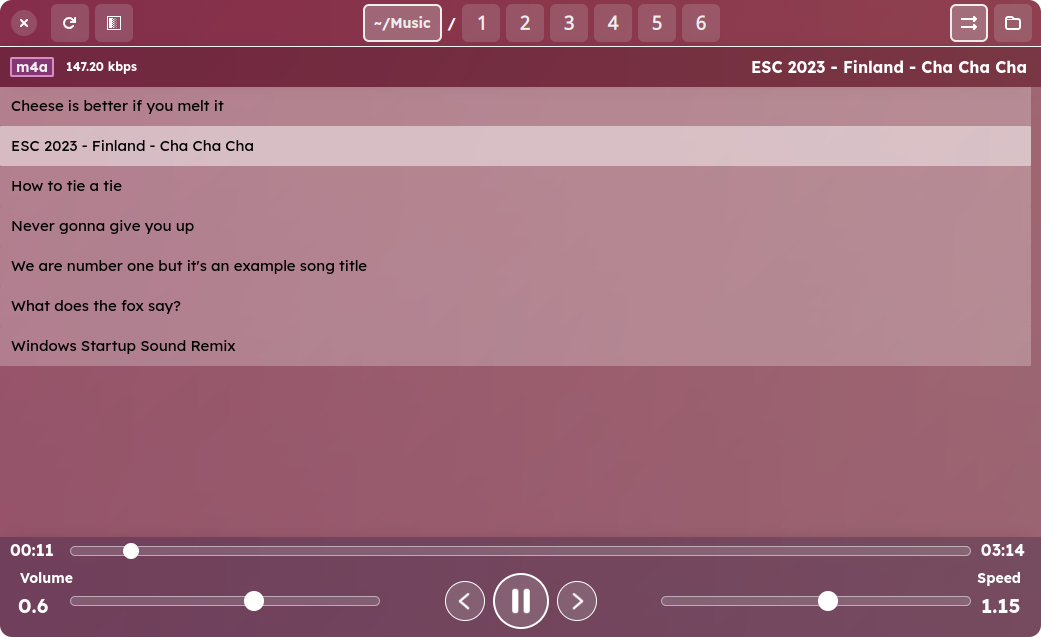 ~/Music / 1 2 3 4 5 6
m4a 147.20 kbps ESC 2023 - Finland - Cha Cha Cha
Cheese is better if you melt it
ESC 2023 - Finland - Cha Cha Cha
How to tie a tie
Never gonna give you up
We are number one but it's an example song title
What does the fox say?
Windows Startup Sound Remix
00:11 03:14
Volume Speed
0.6 1.15